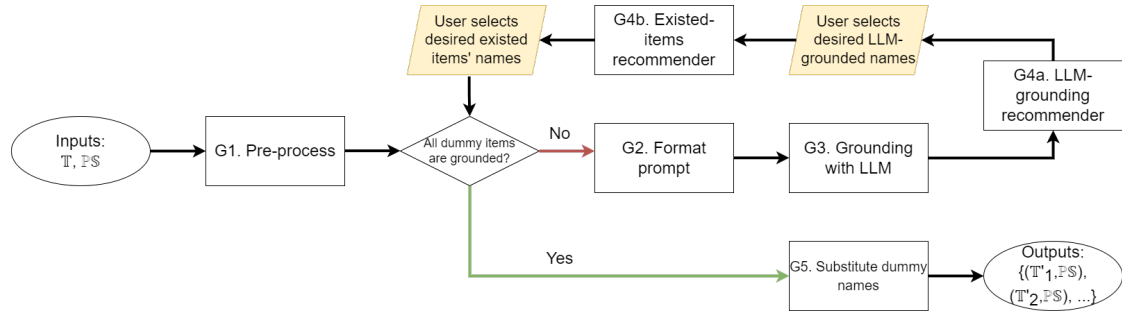 User selects
desired existed
items' names
G4b. Existed-
items
recommender
User selects
desired LLM-
grounded names
G4a. LLM-
grounding
recommender
Inputs:
𝕋, ℙ𝕊
G1. Pre-process
All dummy items
are grounded?
No
G2. Format
prompt
G3. Grounding
with LLM
Yes
G5. Substitute dummy
names
Outputs:
{(𝕋'₁,ℙ𝕊),
(𝕋'₂,ℙ𝕊), ...}